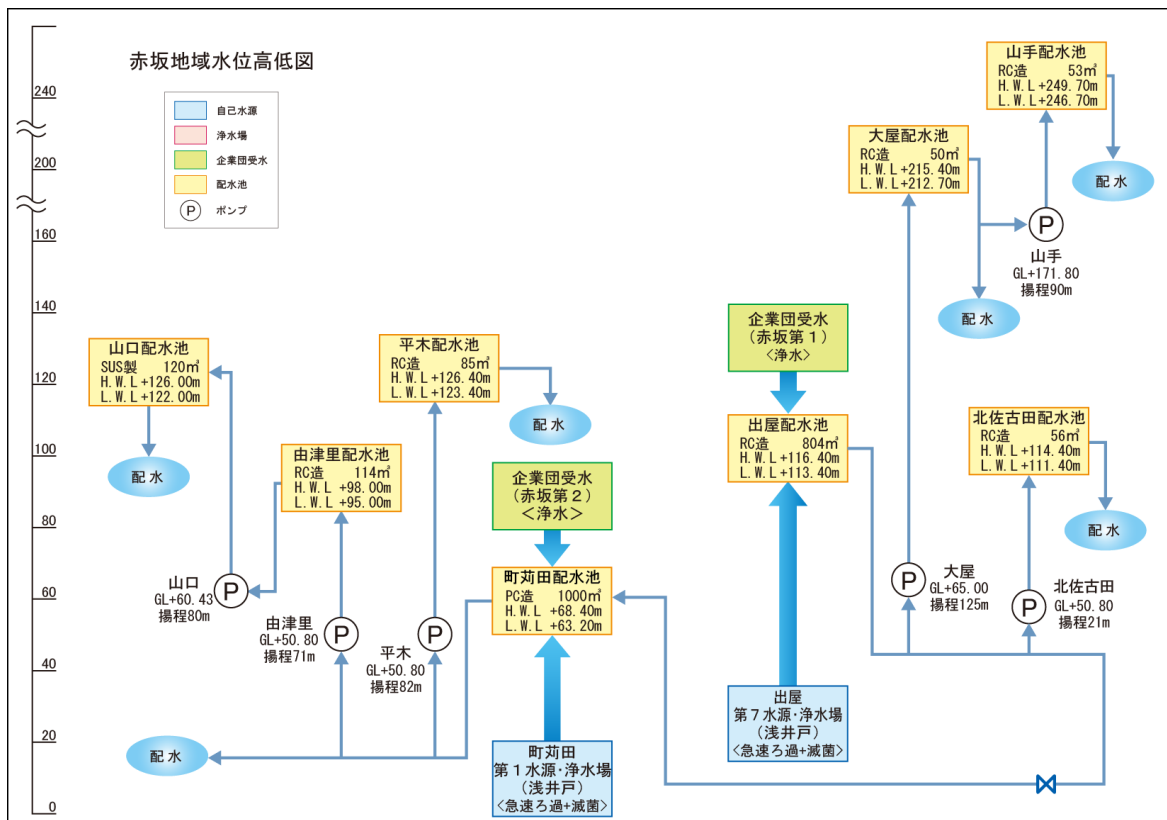 赤坂地域水位高低図
自己水源
浄水場
企業団受水
配水池
P ポンプ
240
200
160
140
120
100
80
60
40
20
0
山口配水池
SUS製 120㎥
H.W.L +126.00m
L.W.L +122.00m
配水
P
山口
GL+60.43
揚程80m
由津里配水池
RC造 114㎥
H.W.L +98.00m
L.W.L +95.00m
P
由津里
GL+50.80
揚程71m
平木配水池
RC造 85㎥
H.W.L +126.40m
L.W.L +123.40m
配水
P
平木
GL+50.80
揚程82m
配水
企業団受水
(赤坂第2)
<浄水>
町苅田配水池
PC造 1000㎥
H.W.L +68.40m
L.W.L +63.20m
町苅田
第1水源・浄水場
(浅井戸)
<急速ろ過+滅菌>
企業団受水
(赤坂第1)
<浄水>
出屋配水池
RC造 804㎥
H.W.L +116.40m
L.W.L +113.40m
出屋
第7水源・浄水場
(浅井戸)
<急速ろ過+滅菌>
大屋配水池
RC造 50㎥
H.W.L +215.40m
L.W.L +212.70m
配水
P
大屋
GL+65.00
揚程125m
山手配水池
RC造 53㎥
H.W.L +249.70m
L.W.L +246.70m
配水
P
山手
GL+171.80
揚程90m
北佐古田配水池
RC造 56㎥
H.W.L +114.40m
L.W.L +111.40m
配水
P
北佐古田
GL+50.80
揚程21m